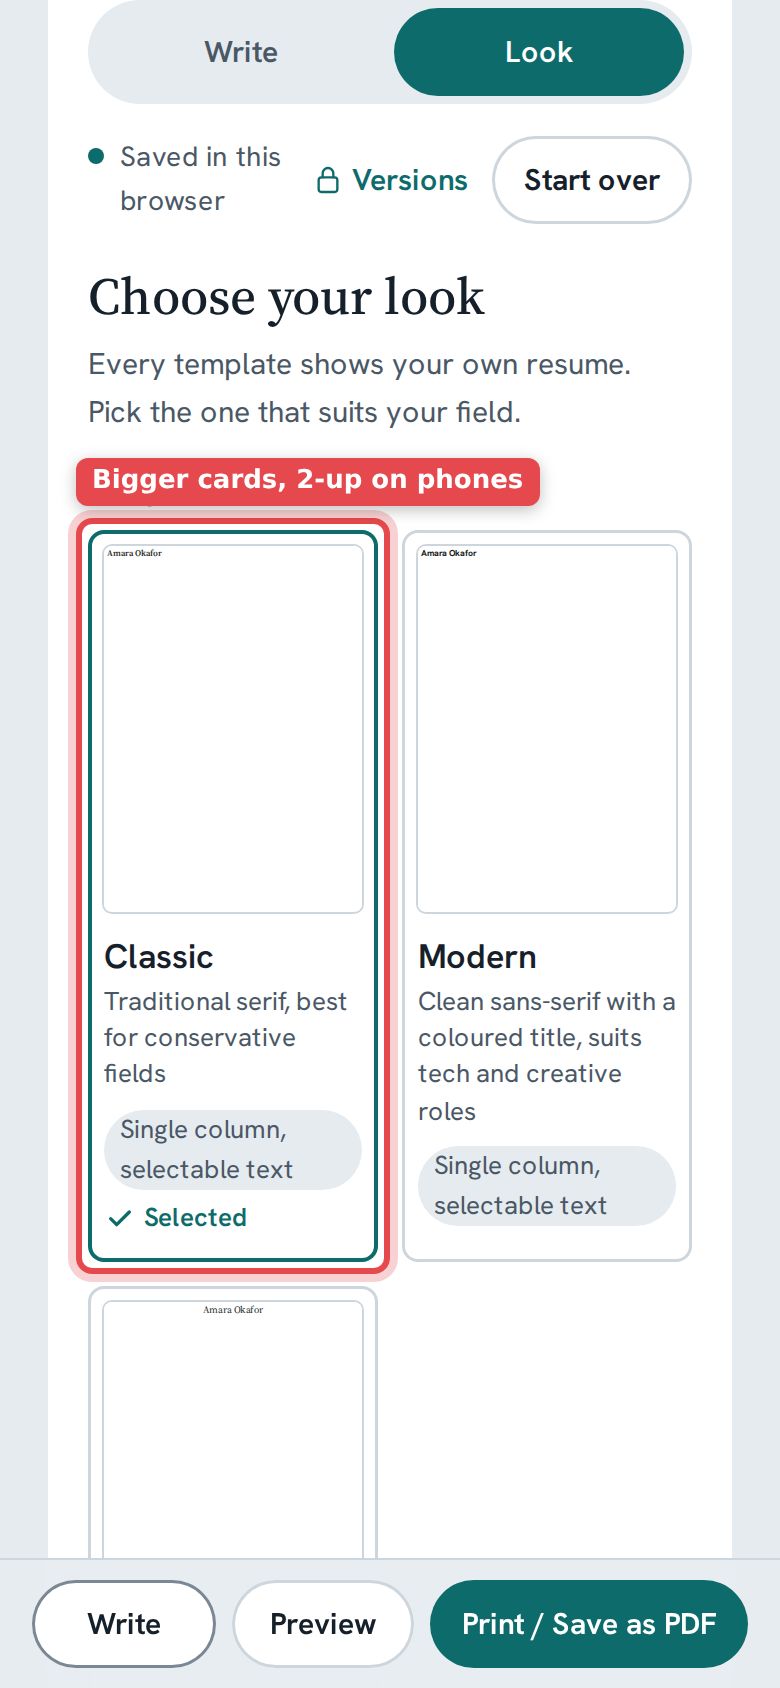 Write
Look
Saved in this
browser
Versions
Start over
Choose your look
Every template shows your own resume.
Pick the one that suits your field.
Bigger cards, 2-up on phones
Amara Okafor
Amara Okafor
Classic
Traditional serif, best
for conservative
fields
Single column,
selectable text
Selected
Modern
Clean sans-serif with a
coloured title, suits
tech and creative
roles
Single column,
selectable text
Amara Okafor
Write
Preview
Print / Save as PDF